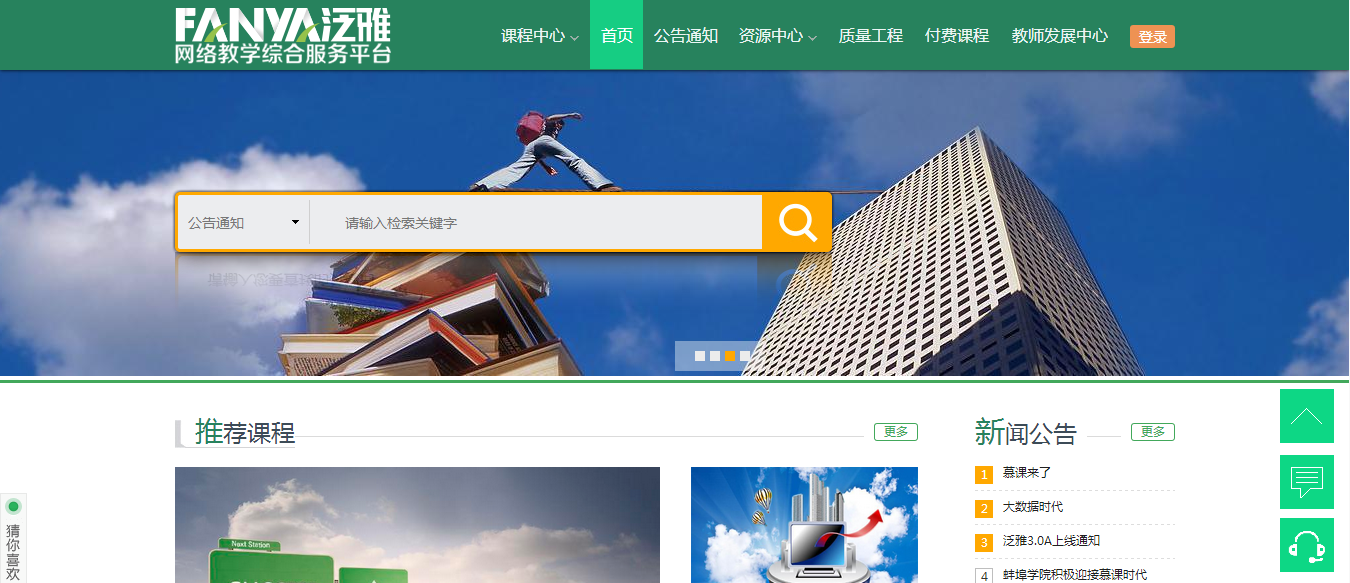 FANYA泛雅
网络教学综合服务平台
课程中心 首页 公告通知 资源中心 质量工程 付费课程 教师发展中心 登录
公告通知 请输入检索关键字
推荐课程 更多
新闻公告 更多
1 慕课来了
2 大数据时代
3 泛雅3.0A上线通知
4 蚌埠学院积极迎接慕课时代
Next Station
猜你喜欢